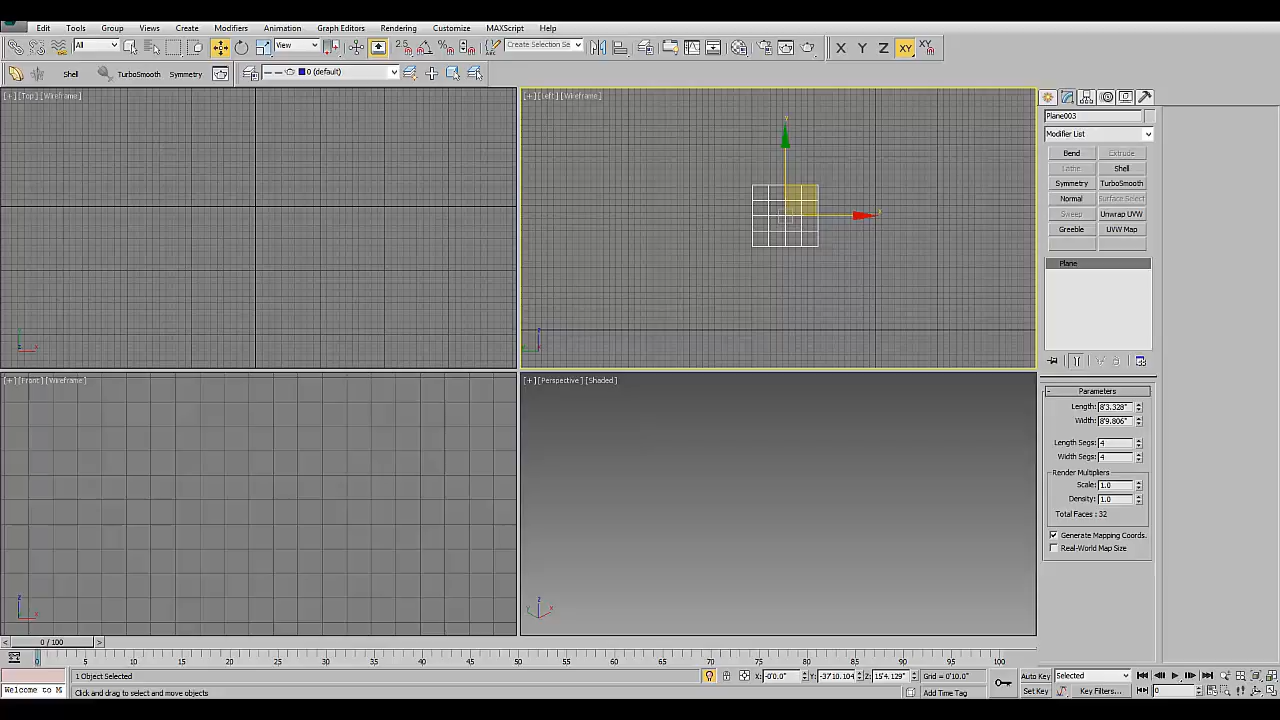 Edit Tools Group Views Create Modifiers Animation Graph Editors Rendering Customize MAXScript Help
All View Create Selection Se X Y Z XY
Shell TurboSmooth Symmetry 0 (default)
[+] [Top] [Wireframe]
[+] [Left] [Wireframe]
Plane003
Modifier List
Bend Extrude
Lathe Shell
Symmetry TurboSmooth
Normal Surface Select
Sweep Unwrap UVW
Greeble UVW Map
Plane
y
z x
[+] [Front] [Wireframe]
[+] [Perspective] [Shaded]
- Parameters
Length: 8'3.328"
Width: 8'9.806"
Length Segs: 4
Width Segs: 4
Render Multipliers
Scale: 1.0
Density: 1.0
Total Faces : 32
Generate Mapping Coords.
Real-World Map Size
z
x
y z x
< 0 / 100 >
0 5 10 15 20 25 30 35 40 45 50 55 60 65 70 75 80 85 90 95 100
1 Object Selected X: -0'0.0" Y: -37'10.104 Z: 15'4.129" Grid = 0'10.0" Auto Key Selected
Welcome to M Click and drag to select and move objects Add Time Tag Set Key Key Filters... 0